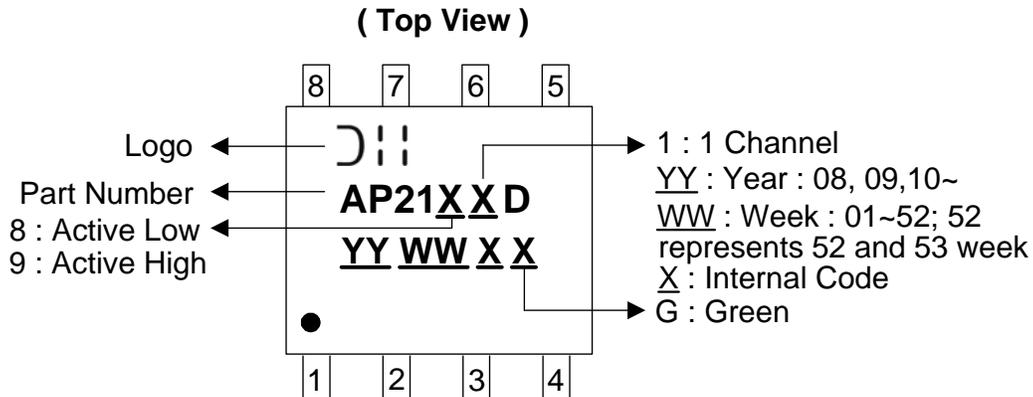 ( Top View )
8 7 6 5
Logo
Part Number
8 : Active Low
9 : Active High
AP21XXD
YY WW X X
1 : 1 Channel
YY : Year : 08, 09,10~
WW : Week : 01~52; 52
represents 52 and 53 week
X : Internal Code
G : Green
1 2 3 4